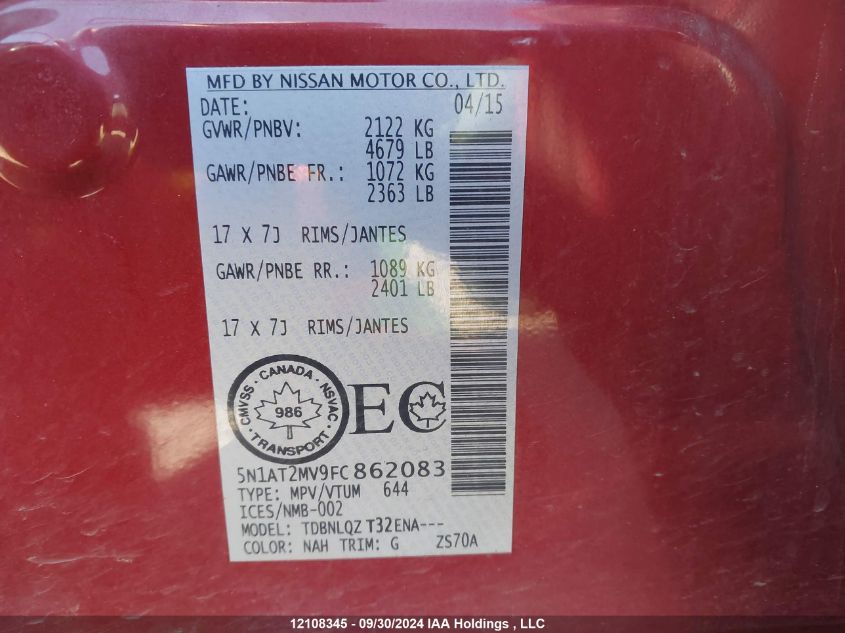 MFD BY NISSAN MOTOR CO., LTD.
DATE: 04/15
GVWR/PNBV: 2122 KG
4679 LB
GAWR/PNBE FR.: 1072 KG
2363 LB
17 X 7J RIMS/JANTES
GAWR/PNBE RR.: 1089 KG
2401 LB
17 X 7J RIMS/JANTES
CMVSS · CANADA · NSVAC · TRANSPORT ·
986
EC
5N1AT2MV9FC862083
TYPE: MPV/VTUM 644
ICES/NMB-002
MODEL: TDBNLQZ T32ENA---
COLOR: NAH TRIM: G ZS70A
12108345 - 09/30/2024 IAA Holdings , LLC